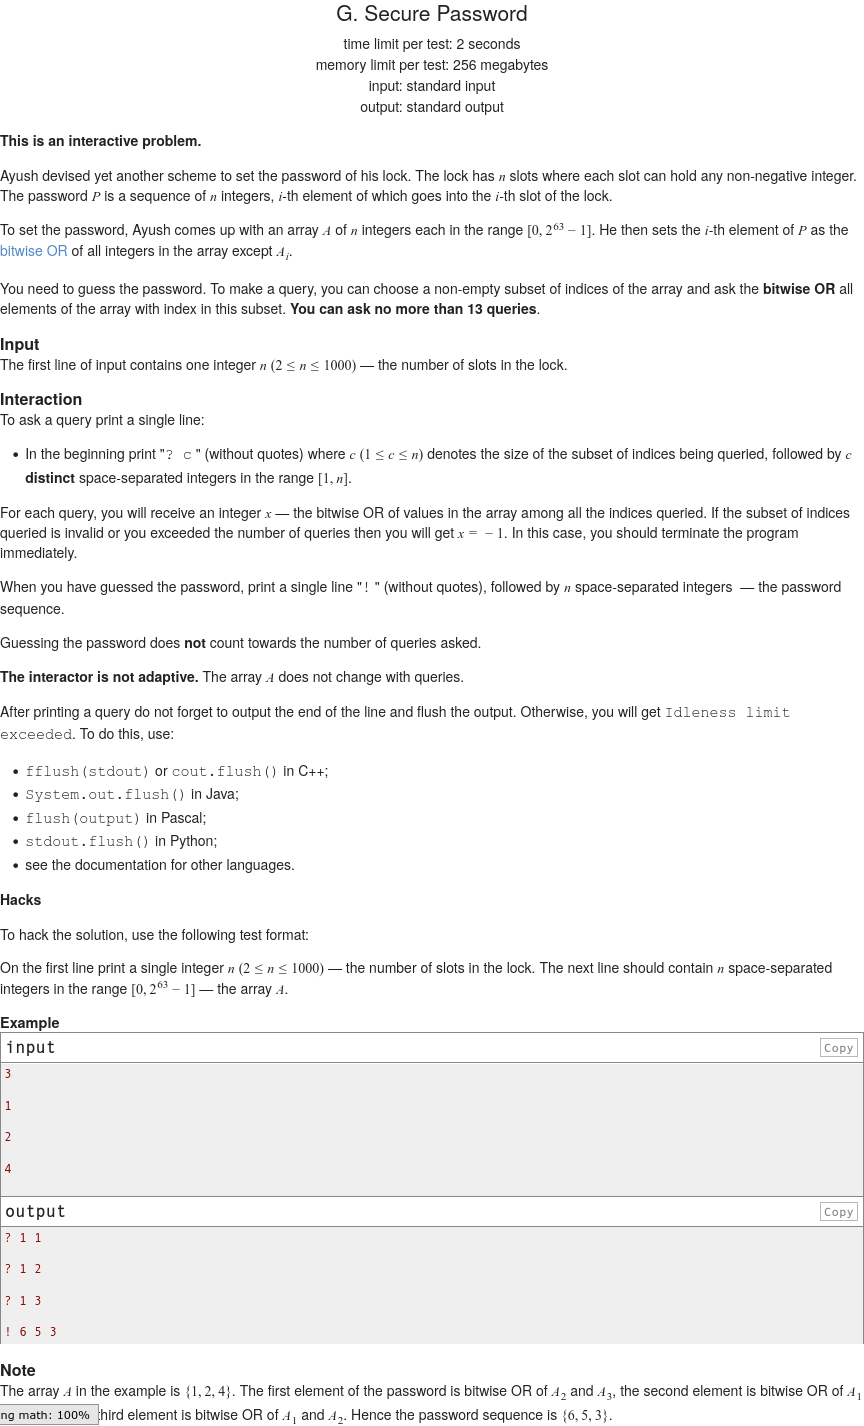 G. Secure Password
time limit per test: 2 seconds
memory limit per test: 256 megabytes
input: standard input
output: standard output
This is an interactive problem.
Ayush devised yet another scheme to set the password of his lock. The lock has n slots where each slot can hold any non-negative integer.
The password P is a sequence of n integers, i-th element of which goes into the i-th slot of the lock.
To set the password, Ayush comes up with an array A of n integers each in the range [0, 2^63 − 1]. He then sets the i-th element of P as the
bitwise OR of all integers in the array except A_i.
You need to guess the password. To make a query, you can choose a non-empty subset of indices of the array and ask the bitwise OR all
elements of the array with index in this subset. You can ask no more than 13 queries.
Input
The first line of input contains one integer n (2 ≤ n ≤ 1000) — the number of slots in the lock.
Interaction
To ask a query print a single line:
• In the beginning print "? c " (without quotes) where c (1 ≤ c ≤ n) denotes the size of the subset of indices being queried, followed by c
distinct space-separated integers in the range [1, n].
For each query, you will receive an integer x — the bitwise OR of values in the array among all the indices queried. If the subset of indices
queried is invalid or you exceeded the number of queries then you will get x = − 1. In this case, you should terminate the program
immediately.
When you have guessed the password, print a single line "! " (without quotes), followed by n space-separated integers — the password
sequence.
Guessing the password does not count towards the number of queries asked.
The interactor is not adaptive. The array A does not change with queries.
After printing a query do not forget to output the end of the line and flush the output. Otherwise, you will get Idleness limit
exceeded. To do this, use:
• fflush(stdout) or cout.flush() in C++;
• System.out.flush() in Java;
• flush(output) in Pascal;
• stdout.flush() in Python;
• see the documentation for other languages.
Hacks
To hack the solution, use the following test format:
On the first line print a single integer n (2 ≤ n ≤ 1000) — the number of slots in the lock. The next line should contain n space-separated
integers in the range [0, 2^63 − 1] — the array A.
Example
input
Copy
3
1
2
4
output
Copy
? 1 1
? 1 2
? 1 3
! 6 5 3
Note
The array A in the example is {1, 2, 4}. The first element of the password is bitwise OR of A_2 and A_3, the second element is bitwise OR of A_1
ng math: 100% third element is bitwise OR of A_1 and A_2. Hence the password sequence is {6, 5, 3}.